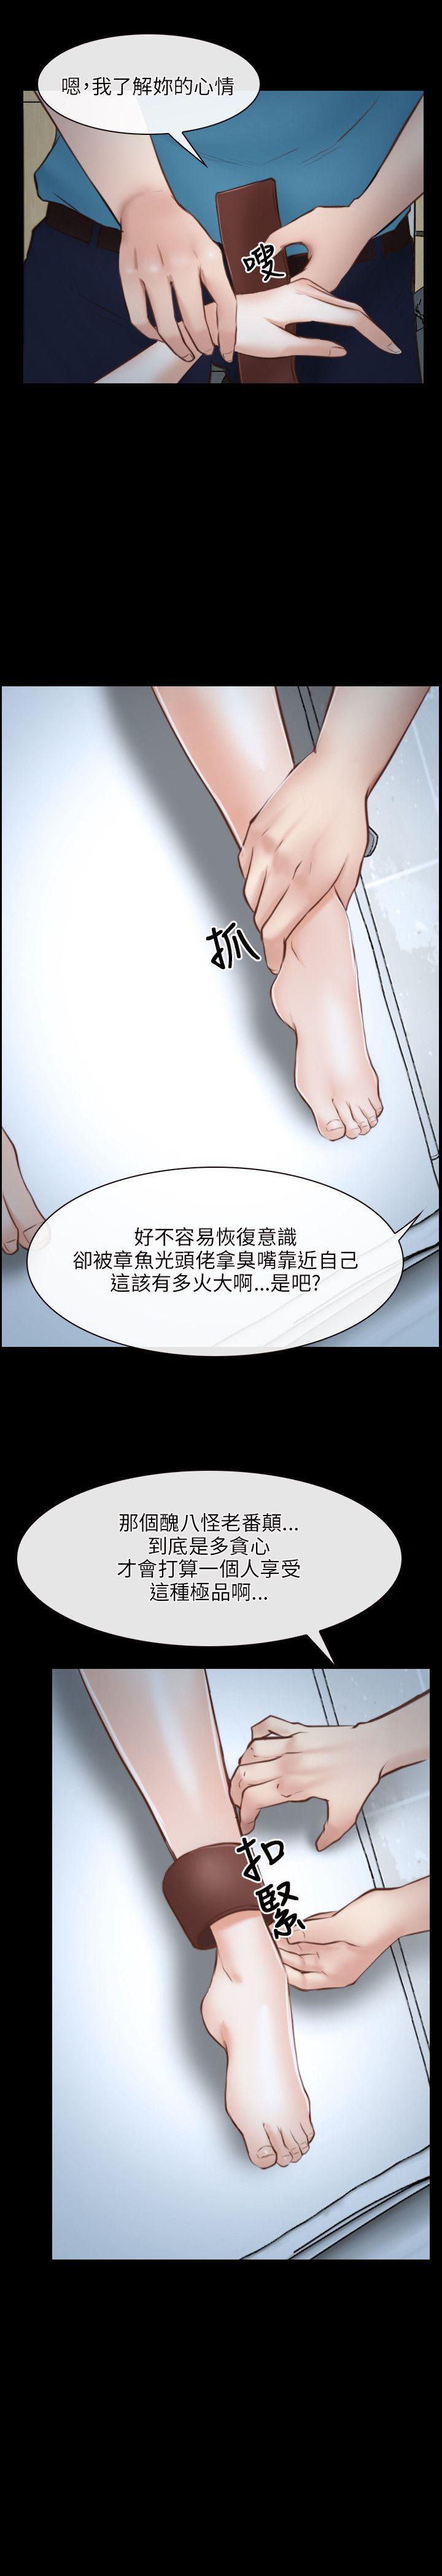 嗯，我了解妳的心情
嗖
抓
好不容易恢復意識
卻被章魚光頭佬拿臭嘴靠近自己
這該有多火大啊...是吧?
那個醜八怪老番顛...
到底是多貪心
才會打算一個人享受
這種極品啊...
扣
緊